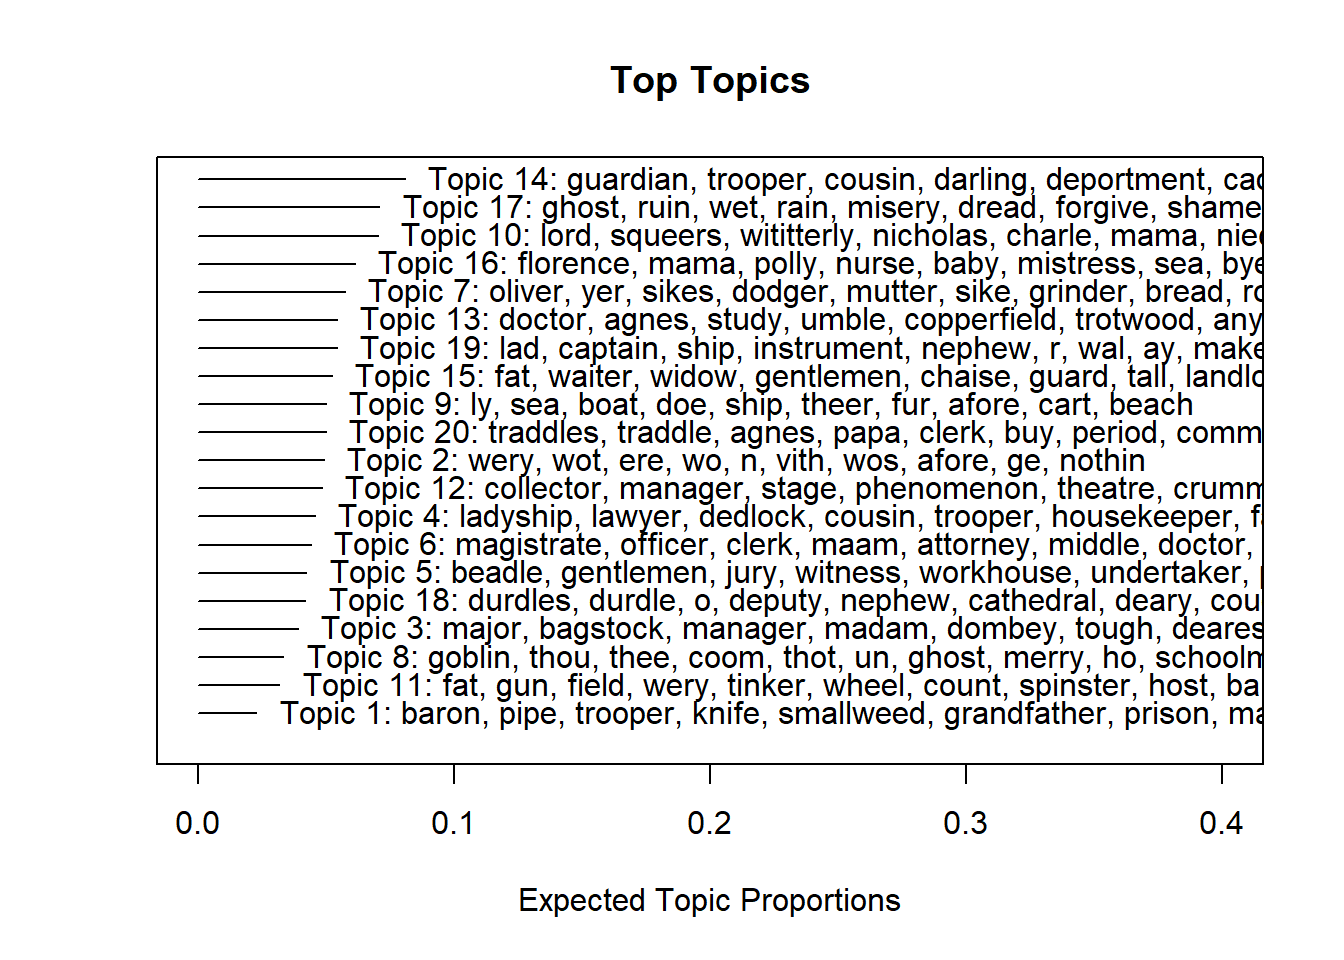 Top Topics
Topic 14: guardian, trooper, cousin, darling, deportment,
Topic 17: ghost, ruin, wet, rain, misery, dread, forgive, shame
Topic 10: lord, squeers, wititterly, nicholas, charle, mama,
Topic 16: florence, mama, polly, nurse, baby, mistress, sea, bye
Topic 7: oliver, yer, sikes, dodger, mutter, sike, grinder, bread,
Topic 13: doctor, agnes, study, umble, copperfield, trotwood, any
Topic 19: lad, captain, ship, instrument, nephew, r, wal, ay, make
Topic 15: fat, waiter, widow, gentlemen, chaise, guard, tall,
Topic 9: ly, sea, boat, doe, ship, theer, fur, afore, cart, beach
Topic 20: traddles, traddle, agnes, papa, clerk, buy, period, comm
Topic 2: wery, wot, ere, wo, n, vith, wos, afore, ge, nothin
Topic 12: collector, manager, stage, phenomenon, theatre,
Topic 4: ladyship, lawyer, dedlock, cousin, trooper, housekeeper,
Topic 6: magistrate, officer, clerk, maam, attorney, middle, doctor,
Topic 5: beadle, gentlemen, jury, witness, workhouse, undertaker,
Topic 18: durdles, durdle, o, deputy, nephew, cathedral, deary, cou
Topic 3: major, bagstock, manager, madam, dombey, tough, deares
Topic 8: goblin, thou, thee, coom, thot, un, ghost, merry, ho,
Topic 11: fat, gun, field, wery, tinker, wheel, count, spinster, host, ba
Topic 1: baron, pipe, trooper, knife, smallweed, grandfather, prison,
0.0 0.1 0.2 0.3 0.4
Expected Topic Proportions